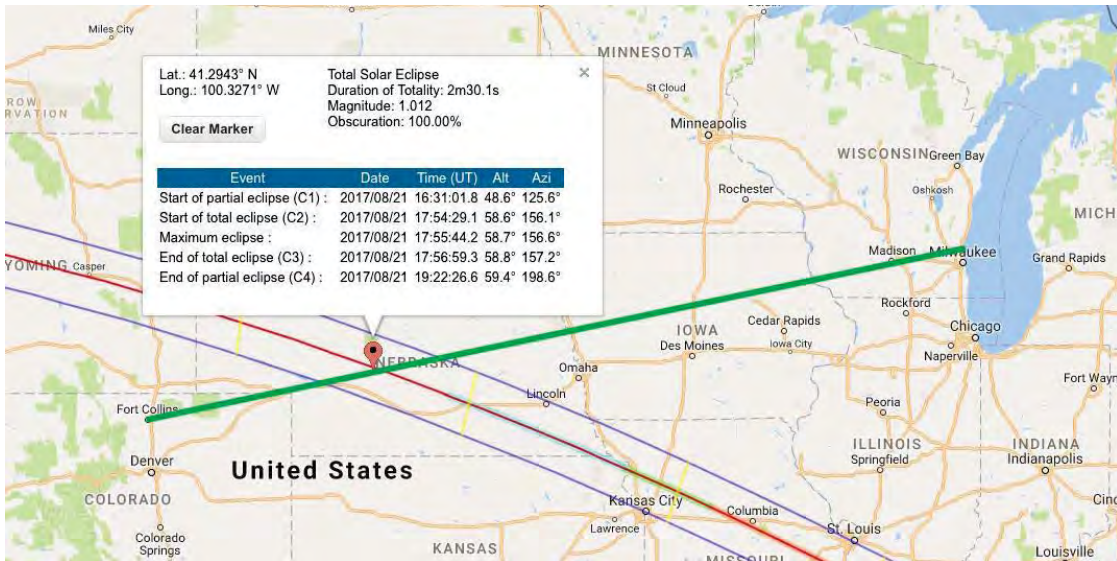 Miles City
MINNESOTA
St Cloud
Minneapolis
ROW
RVATION
Lat.: 41.2943° N
Long.: 100.3271° W
Total Solar Eclipse
Duration of Totality: 2m30.1s
Magnitude: 1.012
Obscuration: 100.00%
×
Clear Marker
Event Date Time (UT) Alt Azi
Start of partial eclipse (C1) : 2017/08/21 16:31:01.8 48.6° 125.6°
Start of total eclipse (C2) : 2017/08/21 17:54:29.1 58.6° 156.1°
Maximum eclipse : 2017/08/21 17:55:44.2 58.7° 156.6°
End of total eclipse (C3) : 2017/08/21 17:56:59.3 58.8° 157.2°
End of partial eclipse (C4) : 2017/08/21 19:22:26.6 59.4° 198.6°
WISCONSIN
Green Bay
Rochester
Oshkosh
MICH
YOMING
Casper
Madison
Milwaukee
Grand Rapids
Rockford
IOWA
Cedar Rapids
Des Moines
Iowa City
Chicago
Naperville
NEBRASKA
Omaha
Fort Wayn
Lincoln
Fort Collins
Peoria
ILLINOIS
Springfield
INDIANA
Indianapolis
Denver
United States
COLORADO
Kansas City
Columbia
Cinc
Lawrence
St. Louis
Colorado
Springs
KANSAS
MISSOURI
Louisville